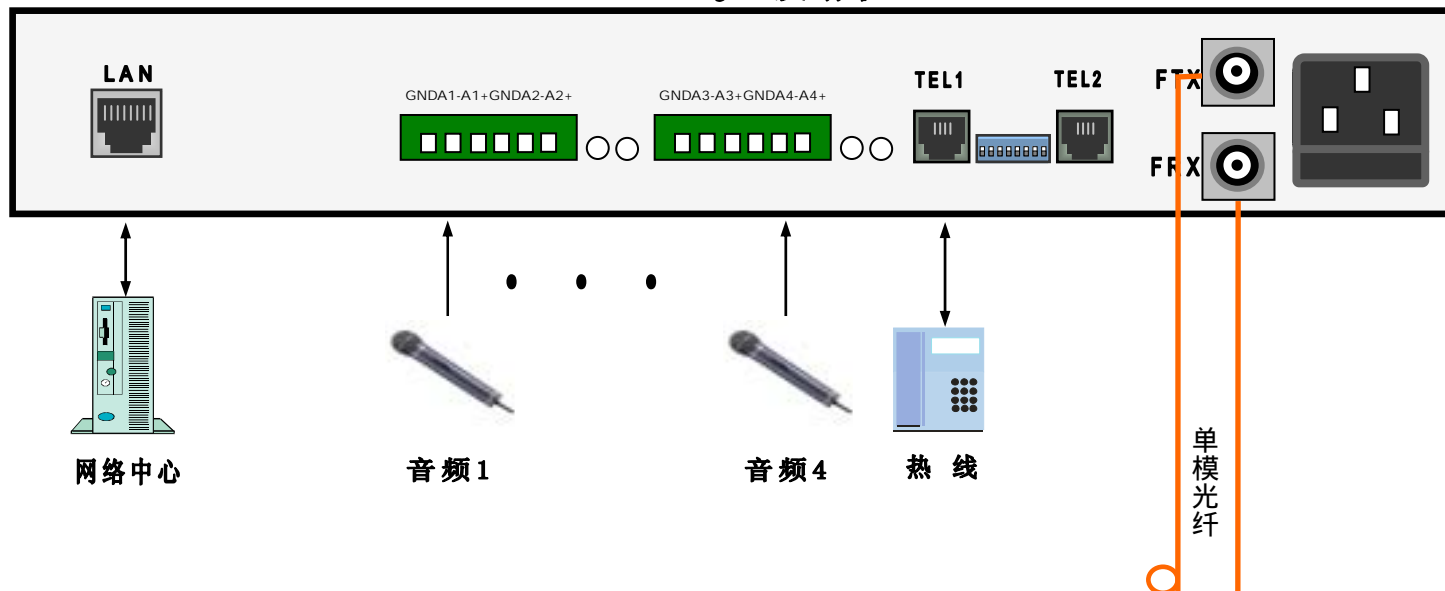 LAN
GNDA1-A1+GNDA2-A2+
GNDA3-A3+GNDA4-A4+
TEL1
TEL2
FTX
FRX
网络中心
音频1
音频4
热 线
单模光纤